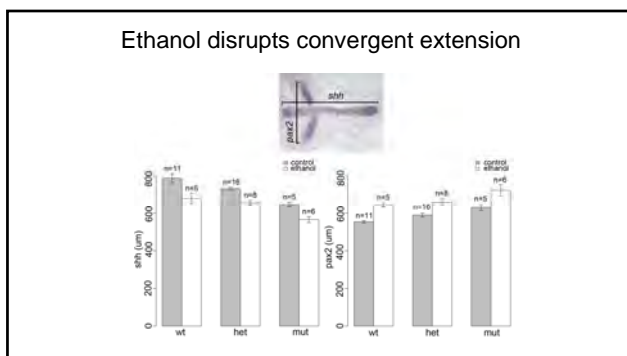 Ethanol disrupts convergent extension
shh
pax2
control
ethanol
n=11
n=6
n=16
n=8
n=5
n=6
shh (um)
0
200
400
600
800
wt
het
mut
control
ethanol
n=11
n=5
n=16
n=8
n=5
n=6
pax2 (um)
0
200
400
600
800
wt
het
mut